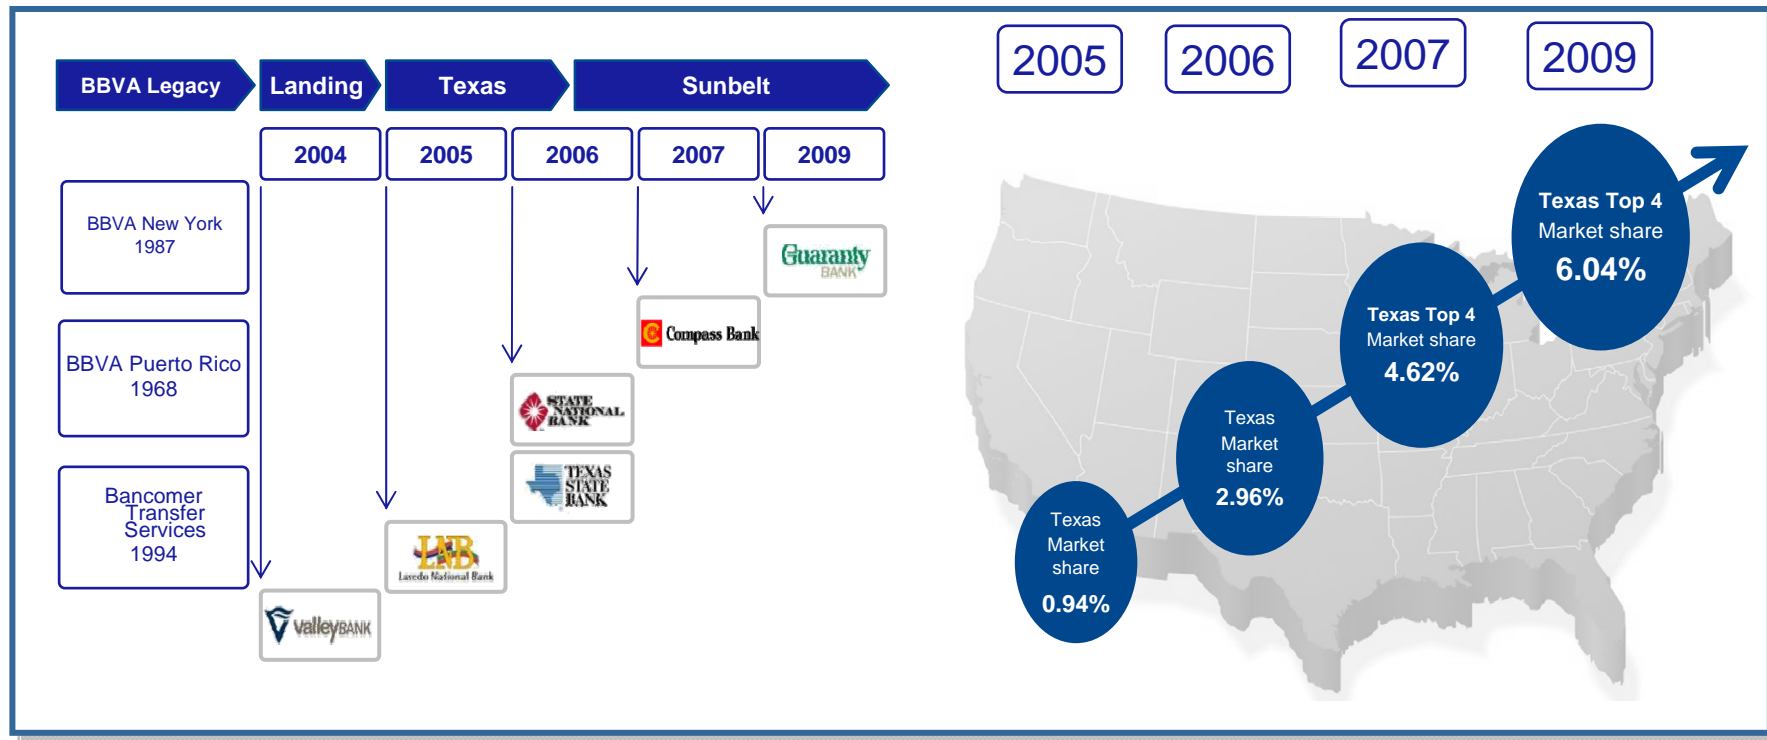 BBVA Legacy
Landing
Texas
Sunbelt
2004
2005
2006
2007
2009
BBVA New York
1987
BBVA Puerto Rico
1968
Bancomer
Transfer
Services
1994
Guaranty
BANK
Compass Bank
STATE
NATIONAL
BANK
TEXAS
STATE
BANK
LNB
Laredo National Bank
valleyBANK
2005
2006
2007
2009
Texas
Market
share
0.94%
Texas
Market
share
2.96%
Texas Top 4
Market share
4.62%
Texas Top 4
Market share
6.04%